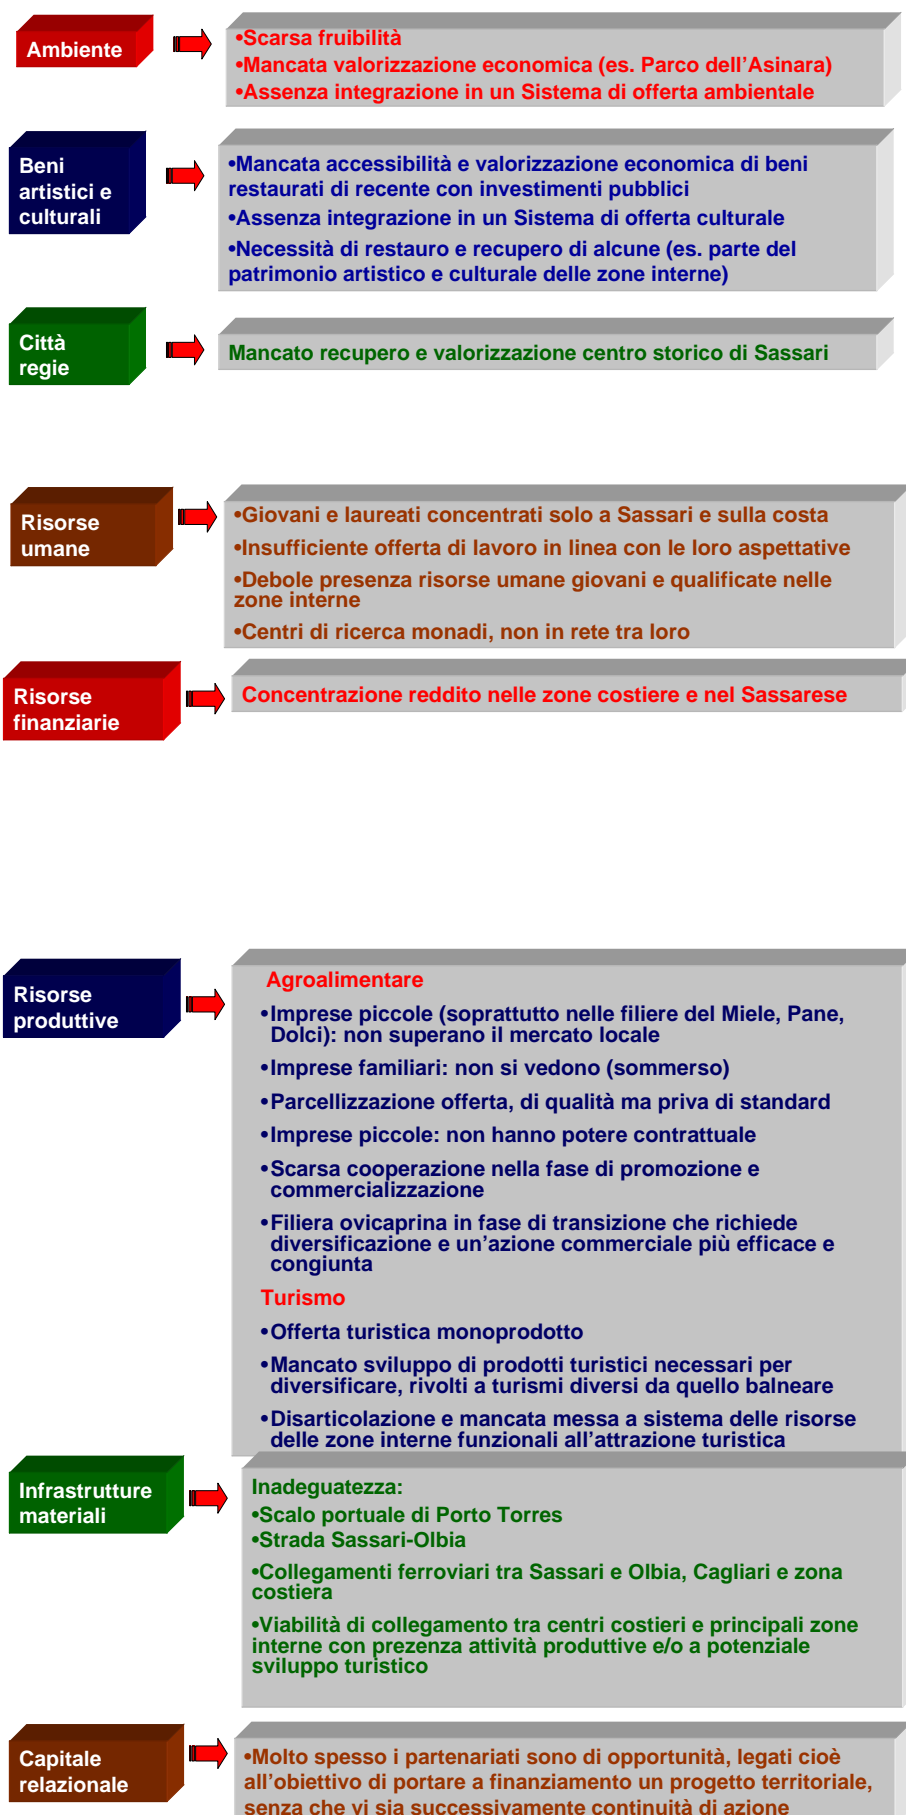 Ambiente
•Scarsa fruibilità
•Mancata valorizzazione economica (es. Parco dell'Asinara)
•Assenza integrazione in un Sistema di offerta ambientale
Beni
artistici e
culturali
•Mancata accessibilità e valorizzazione economica di beni
restaurati di recente con investimenti pubblici
•Assenza integrazione in un Sistema di offerta culturale
•Necessità di restauro e recupero di alcune (es. parte del
patrimonio artistico e culturale delle zone interne)
Città
regie
Mancato recupero e valorizzazione centro storico di Sassari
Risorse
umane
•Giovani e laureati concentrati solo a Sassari e sulla costa
•Insufficiente offerta di lavoro in linea con le loro aspettative
•Debole presenza risorse umane giovani e qualificate nelle
zone interne
•Centri di ricerca monadi, non in rete tra loro
Risorse
finanziarie
Concentrazione reddito nelle zone costiere e nel Sassarese
Risorse
produttive
Agroalimentare
•Imprese piccole (soprattutto nelle filiere del Miele, Pane,
Dolci): non superano il mercato locale
•Imprese familiari: non si vedono (sommerso)
•Parcellizzazione offerta, di qualità ma priva di standard
•Imprese piccole: non hanno potere contrattuale
•Scarsa cooperazione nella fase di promozione e
commercializzazione
•Filiera ovicaprina in fase di transizione che richiede
diversificazione e un'azione commerciale più efficace e
congiunta
Turismo
•Offerta turistica monoprodotto
•Mancato sviluppo di prodotti turistici necessari per
diversificare, rivolti a turismi diversi da quello balneare
•Disarticolazione e mancata messa a sistema delle risorse
delle zone interne funzionali all'attrazione turistica
Infrastrutture
materiali
Inadeguatezza:
•Scalo portuale di Porto Torres
•Strada Sassari-Olbia
•Collegamenti ferroviari tra Sassari e Olbia, Cagliari e zona
costiera
•Viabilità di collegamento tra centri costieri e principali zone
interne con prezenza attività produttive e/o a potenziale
sviluppo turistico
Capitale
relazionale
•Molto spesso i partenariati sono di opportunità, legati cioè
all'obiettivo di portare a finanziamento un progetto territoriale,
senza che vi sia successivamente continuità di azione